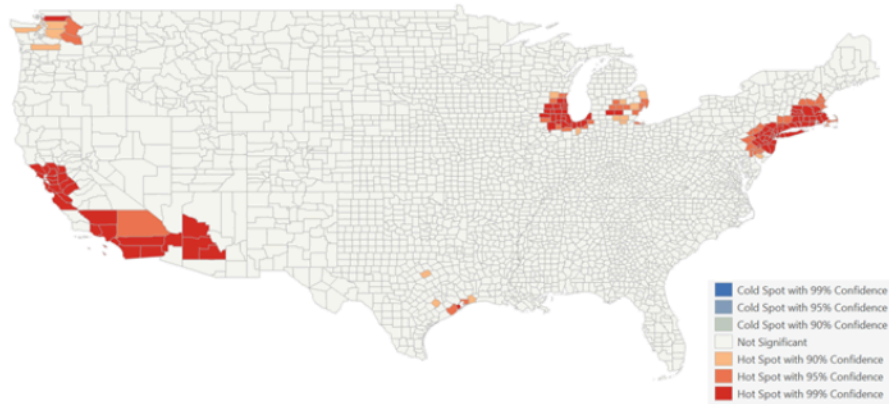 Cold Spot with 99% Confidence
Cold Spot with 95% Confidence
Cold Spot with 90% Confidence
Not Significant
Hot Spot with 90% Confidence
Hot Spot with 95% Confidence
Hot Spot with 99% Confidence